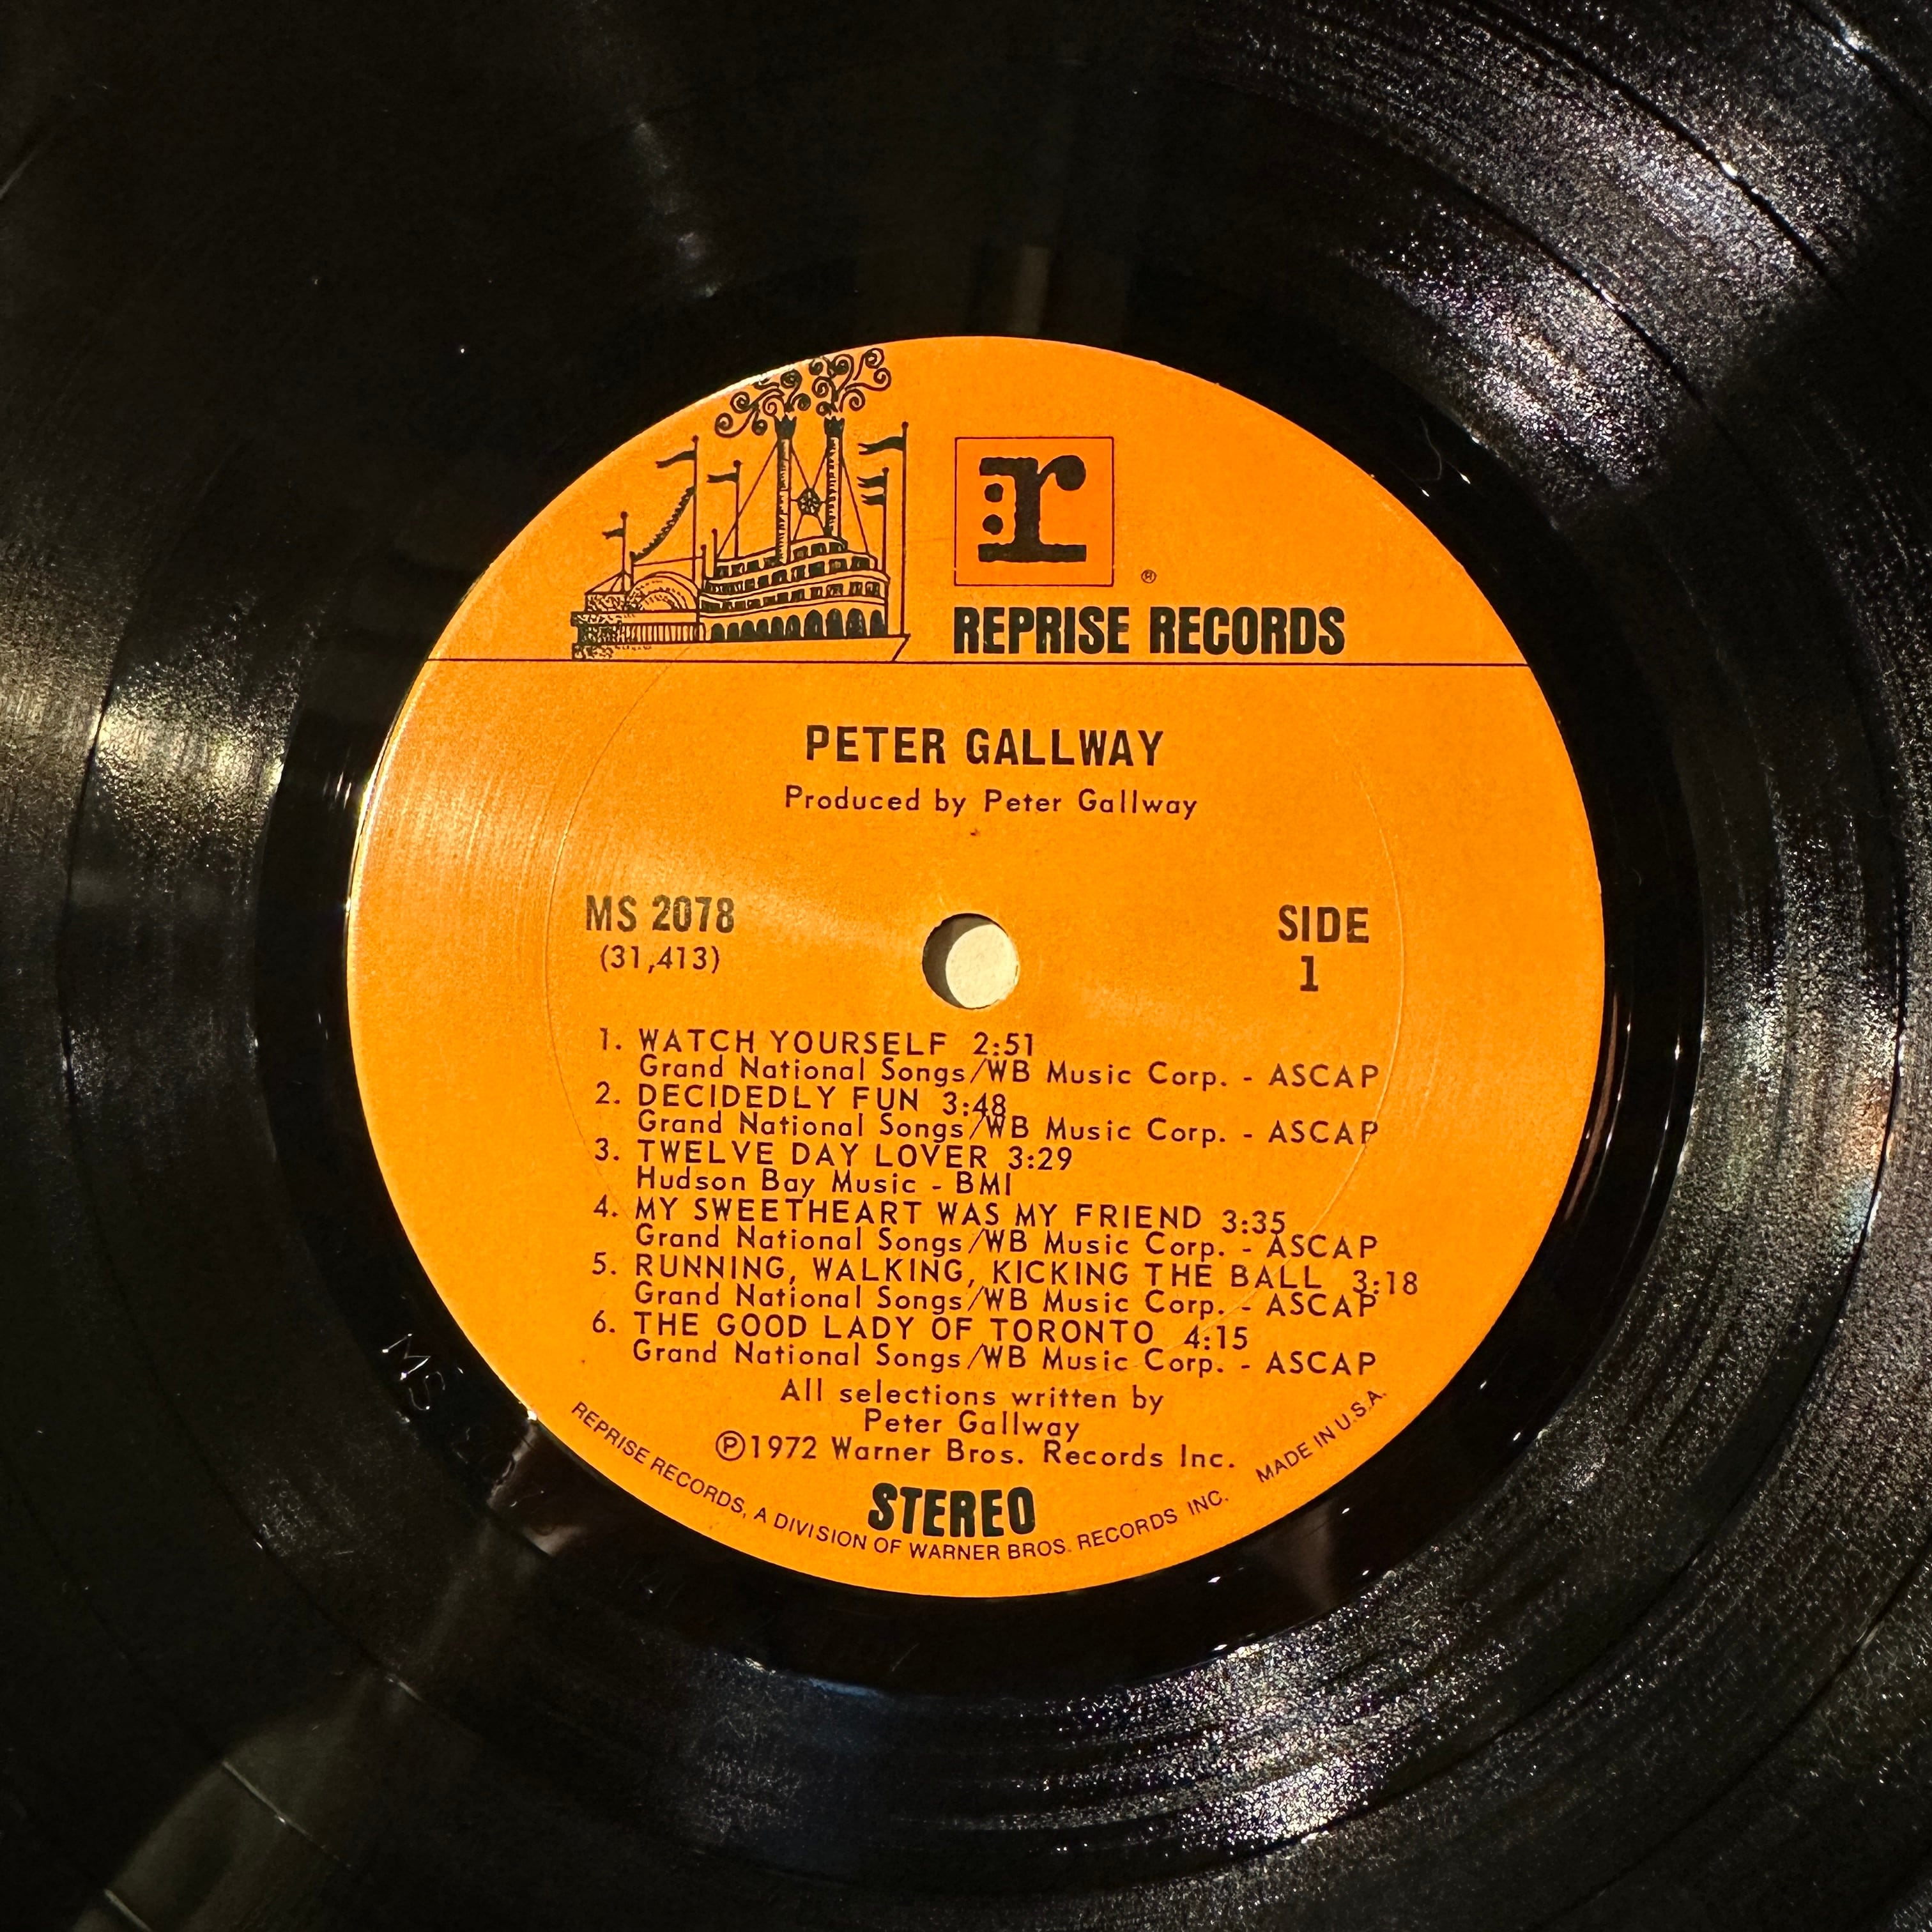 r
®
REPRISE RECORDS
PETER GALLWAY
Produced by Peter Gallway
MS 2078
(31,413)
SIDE
1
1. WATCH YOURSELF 2:51
Grand National Songs/WB Music Corp. - ASCAP
2. DECIDEDLY FUN 3:48
Grand National Songs/WB Music Corp. - ASCAP
3. TWELVE DAY LOVER 3:29
Hudson Bay Music - BMI
4. MY SWEETHEART WAS MY FRIEND 3:35
Grand National Songs/WB Music Corp. - ASCAP
5. RUNNING, WALKING, KICKING THE BALL 3:18
Grand National Songs/WB Music Corp. - ASCAP
6. THE GOOD LADY OF TORONTO 4:15
Grand National Songs/WB Music Corp. - ASCAP
All selections written by
Peter Gallway
Ⓟ1972 Warner Bros. Records Inc.
STEREO
REPRISE RECORDS, A DIVISION OF WARNER BROS. RECORDS INC. MADE IN U.S.A.
MS